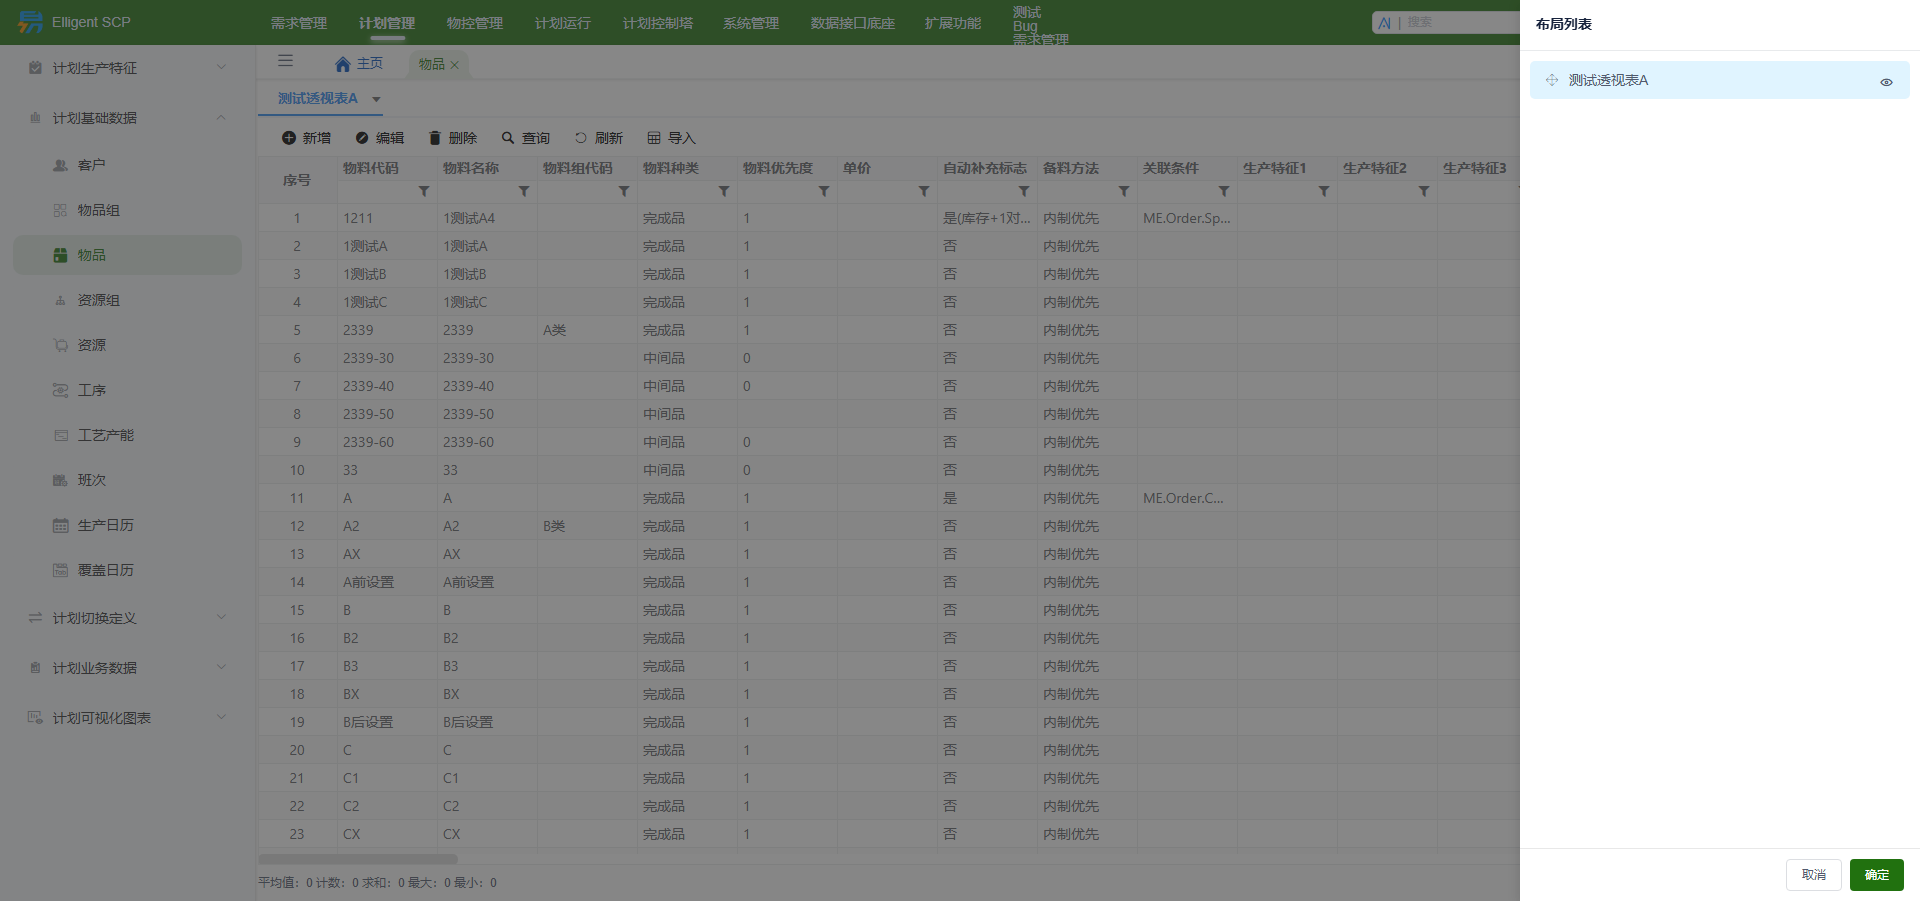 Elligent SCP
需求管理 计划管理 物控管理 计划运行 计划控制塔 系统管理 数据接口底座 扩展功能 测试
Bug
需求管理
搜索
计划生产特征
计划基础数据
客户
物品组
物品
资源组
资源
工序
工艺产能
班次
生产日历
覆盖日历
计划切换定义
计划业务数据
计划可视化图表
主页 物品
测试透视表A
新增 编辑 删除 查询 刷新 导入
序号 物料代码 物料名称 物料组代码 物料种类 物料优先度 单价 自动补充标志 备料方法 关联条件 生产特征1 生产特征2 生产特征3
1 1211 1测试A4 完成品 1 是(库存+1对... 内制优先 ME.Order.Sp...
2 1测试A 1测试A 完成品 1 否 内制优先
3 1测试B 1测试B 完成品 1 否 内制优先
4 1测试C 1测试C 完成品 1 否 内制优先
5 2339 2339 A类 完成品 1 否 内制优先
6 2339-30 2339-30 中间品 0 否 内制优先
7 2339-40 2339-40 中间品 0 否 内制优先
8 2339-50 2339-50 中间品 否 内制优先
9 2339-60 2339-60 中间品 0 否 内制优先
10 33 33 中间品 0 否 内制优先
11 A A 完成品 1 是 内制优先 ME.Order.C...
12 A2 A2 B类 完成品 1 否 内制优先
13 AX AX 完成品 1 否 内制优先
14 A前设置 A前设置 完成品 1 否 内制优先
15 B B 完成品 1 否 内制优先
16 B2 B2 完成品 1 否 内制优先
17 B3 B3 完成品 1 否 内制优先
18 BX BX 完成品 1 否 内制优先
19 B后设置 B后设置 完成品 1 否 内制优先
20 C C 完成品 1 否 内制优先
21 C1 C1 完成品 1 否 内制优先
22 C2 C2 完成品 1 否 内制优先
23 CX CX 完成品 1 否 内制优先
平均值: 0 计数: 0 求和: 0 最大: 0 最小: 0
布局列表
测试透视表A
取消 确定